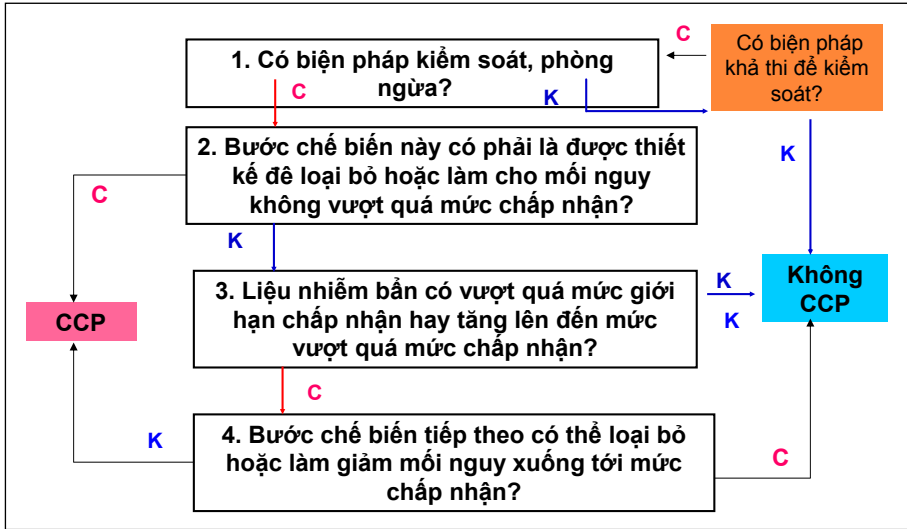 1. Có biện pháp kiểm soát, phòng
ngừa?
C
Có biện pháp
khả thi để kiểm
soát?
C
K
K
2. Bước chế biến này có phải là được thiết
kế đê loại bỏ hoặc làm cho mối nguy
không vượt quá mức chấp nhận?
C
K
3. Liệu nhiễm bẩn có vượt quá mức giới
hạn chấp nhận hay tăng lên đến mức
vượt quá mức chấp nhận?
K
K
Không
CCP
CCP
C
4. Bước chế biến tiếp theo có thể loại bỏ
hoặc làm giảm mối nguy xuống tới mức
chấp nhận?
K
C